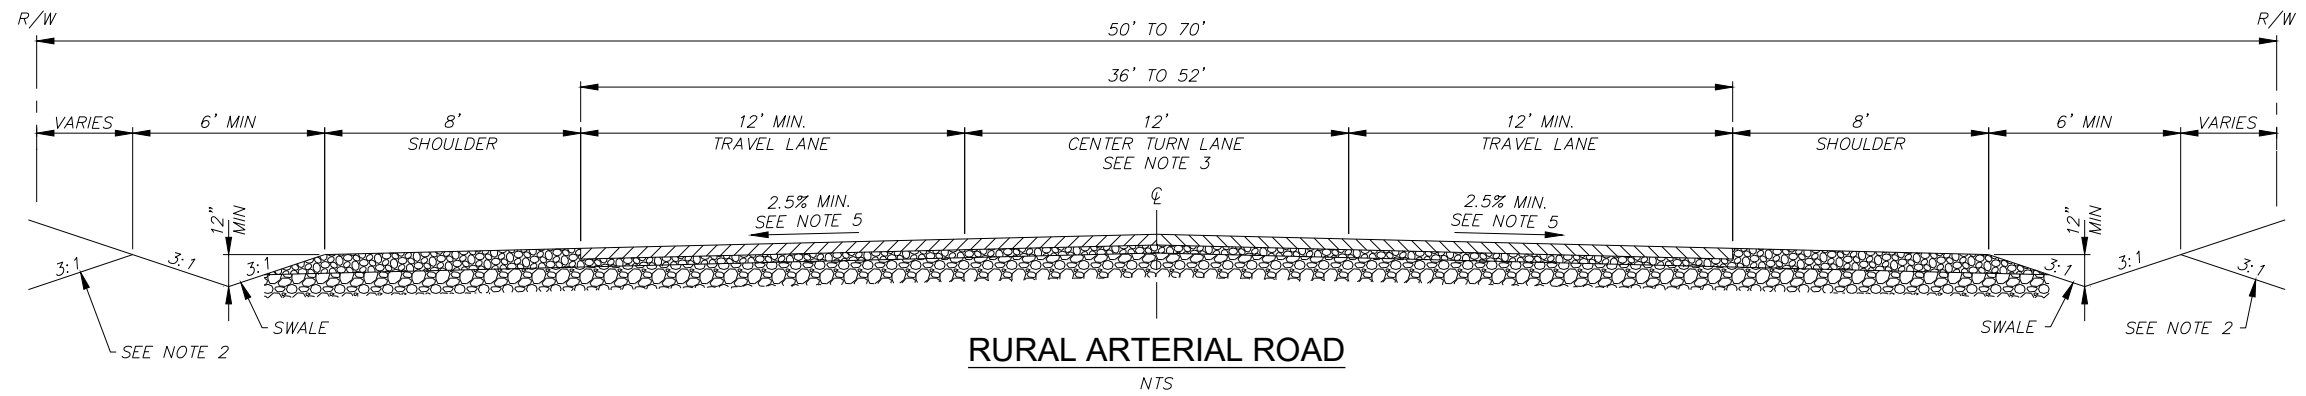 R/W
R/W
50' TO 70'
36' TO 52'
VARIES
6' MIN
8'
12' MIN.
12'
12' MIN.
8'
6' MIN
VARIES
SHOULDER
TRAVEL LANE
CENTER TURN LANE
TRAVEL LANE
SHOULDER
SEE NOTE 3
℄
12"
MIN
2.5% MIN.
SEE NOTE 5
2.5% MIN.
SEE NOTE 5
12"
MIN
3:1
3:1
3:1
3:1
3:1
3:1
SWALE
SWALE
SEE NOTE 2
SEE NOTE 2
RURAL ARTERIAL ROAD
NTS